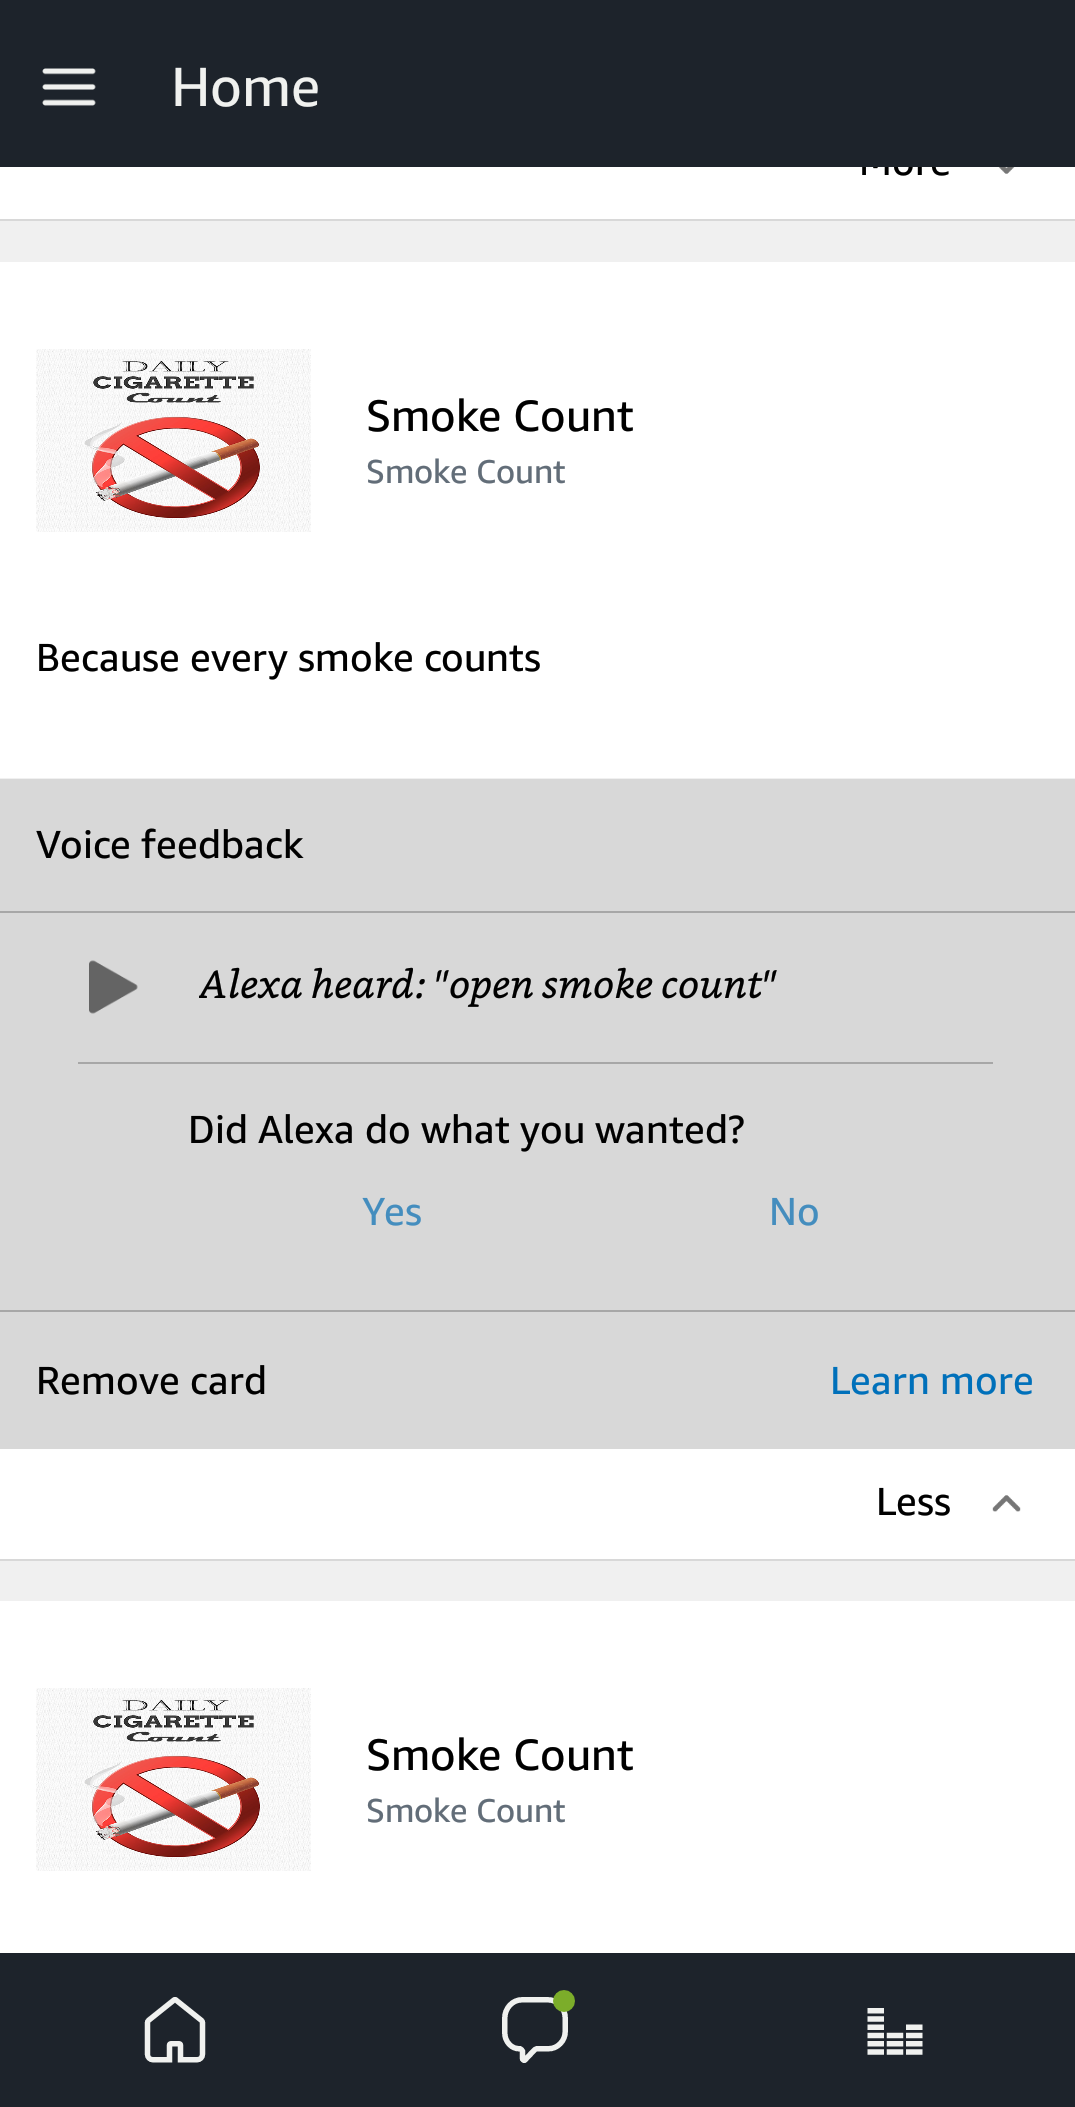 Home
More
DAILY
CIGARETTE
Count
Smoke Count
Smoke Count
Because every smoke counts
Voice feedback
Alexa heard: "open smoke count"
Did Alexa do what you wanted?
Yes No
Remove card Learn more
Less
DAILY
CIGARETTE
Count
Smoke Count
Smoke Count